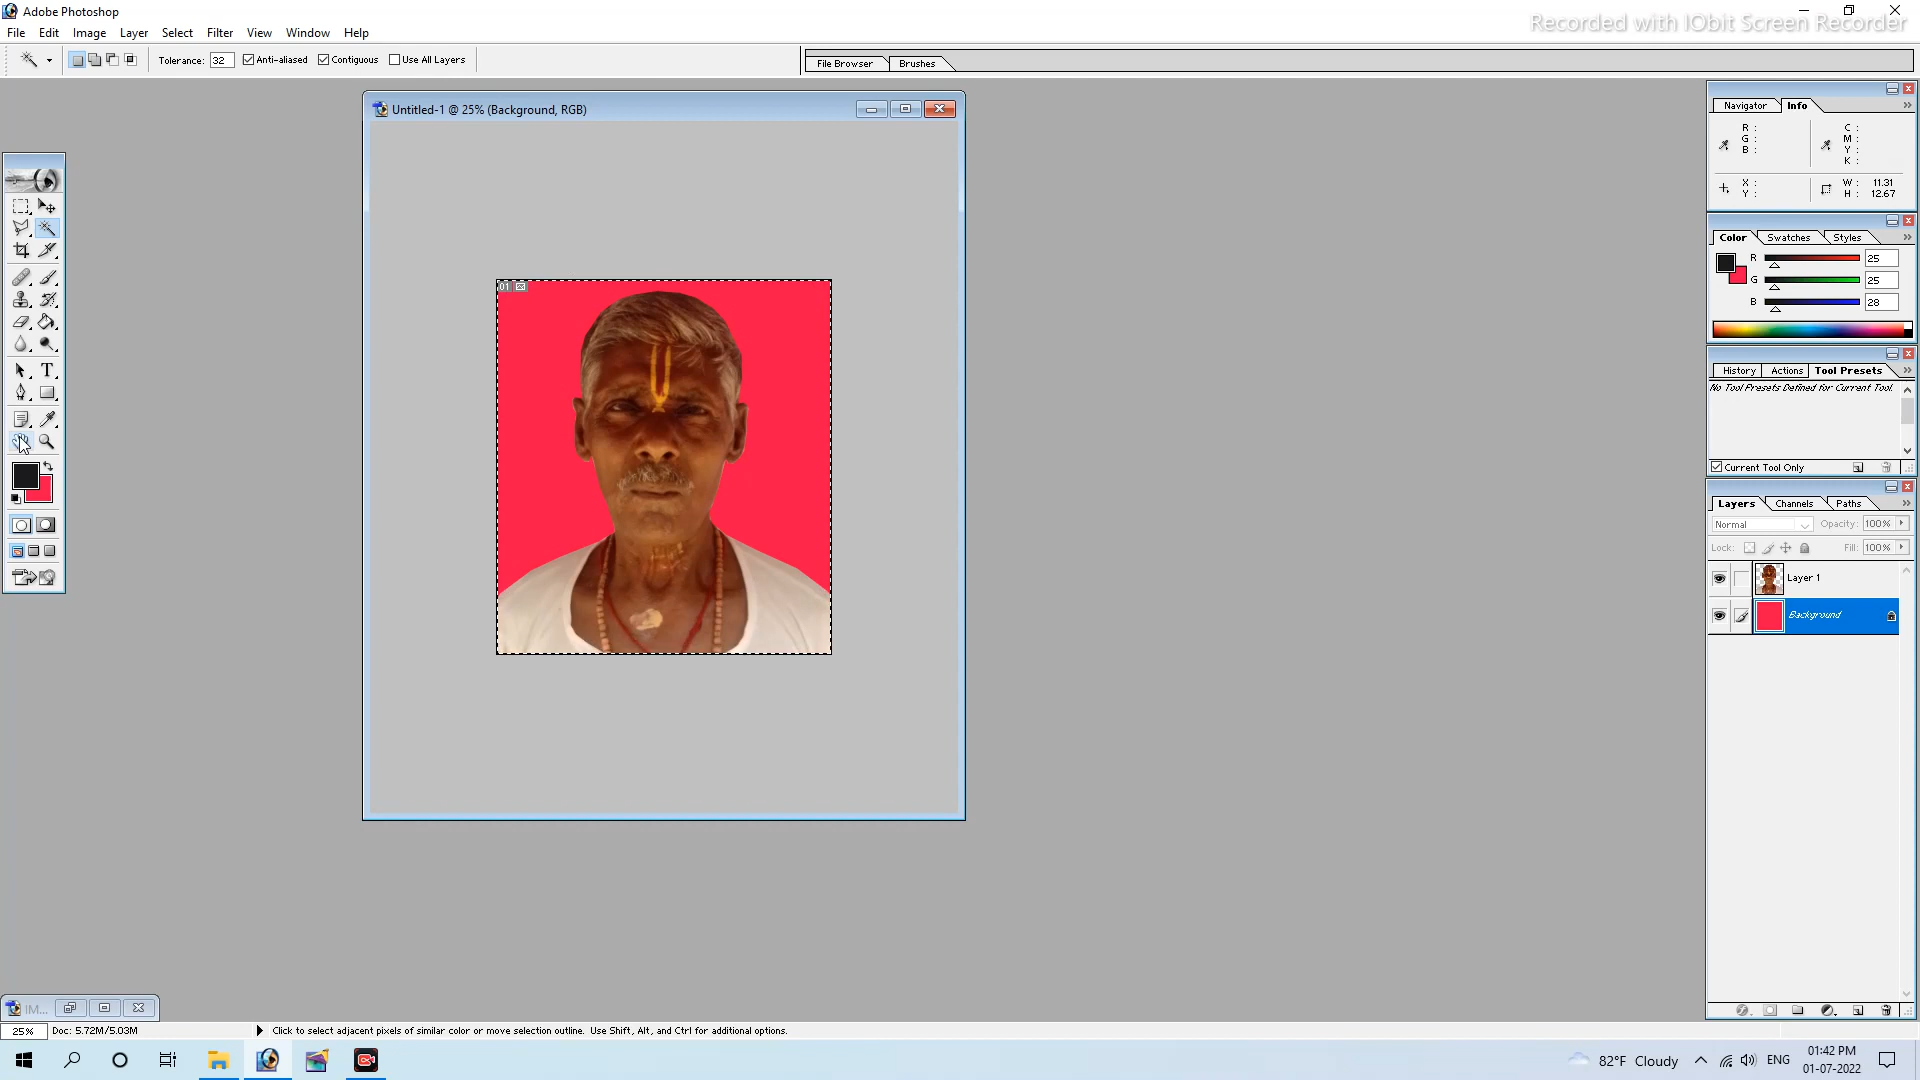 Adobe Photoshop
Recorded with IObit Screen Recorder
File Edit Image Layer Select Filter View Window Help
Tolerance: 32 Anti-aliased Contiguous Use All Layers
File Browser Brushes
Untitled-1 @ 25% (Background, RGB)
01
Navigator Info
R : C :
G : M :
B : Y :
K :
X : W : 11.31
Y : H : 12.67
Color Swatches Styles
R 25
G 25
B 28
History Actions Tool Presets
No Tool Presets Defined for Current Tool.
Current Tool Only
Layers Channels Paths
Normal Opacity: 100%
Lock: Fill: 100%
Layer 1
Background
T
IM...
25% Doc: 5.72M/5.03M Click to select adjacent pixels of similar color or move selection outline. Use Shift, Alt, and Ctrl for additional options.
82°F Cloudy ENG 01:42 PM
01-07-2022